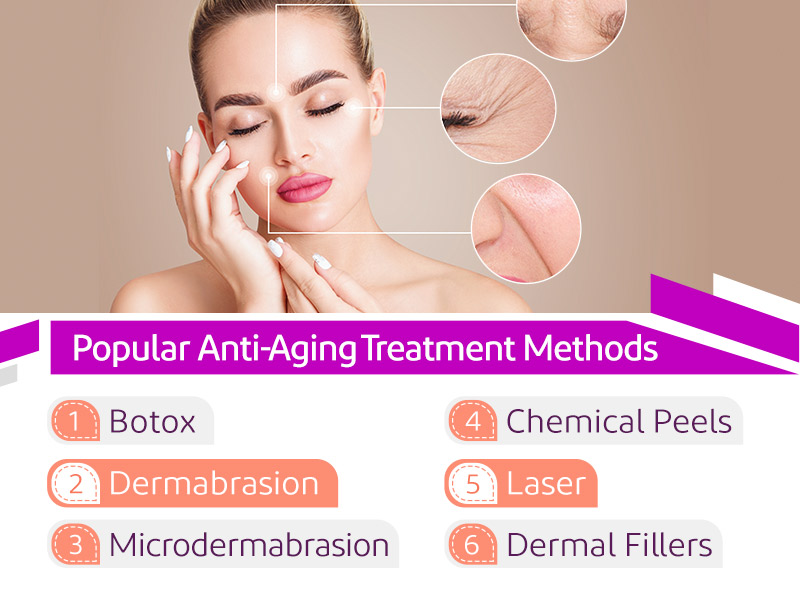 Popular Anti-Aging Treatment Methods
1 Botox
2 Dermabrasion
3 Microdermabrasion
4 Chemical Peels
5 Laser
6 Dermal Fillers